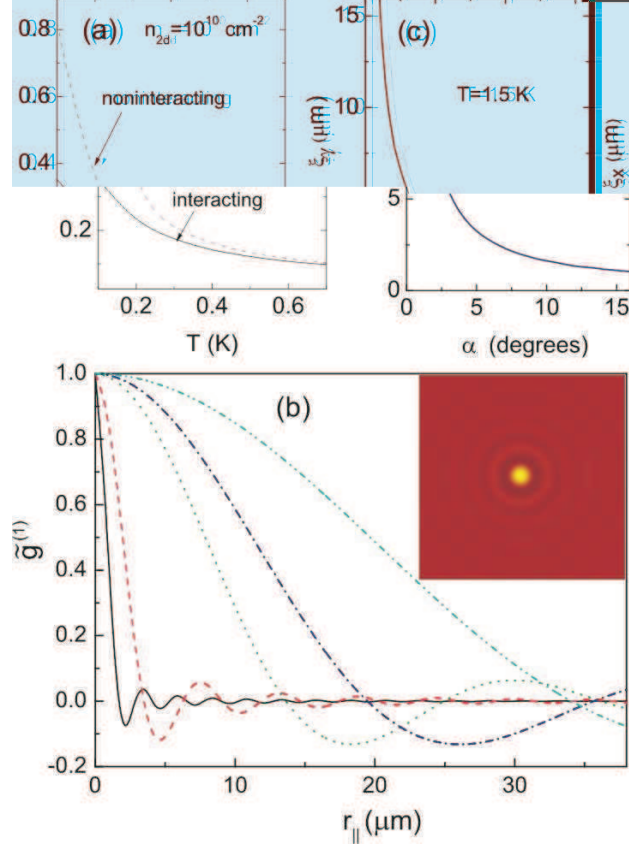 (a) n2d=10^10 cm^-2
0.8
0.6
0.4
0.2
noninteracting
interacting
0.2 0.4 0.6
T (K)
ξy (μm)
(c)
T=1.5 K
10
5
0
0 5 10 15
α (degrees)
ξx (μm)
(b)
1.0
0.8
0.6
0.4
0.2
0.0
-0.2
g̃^(1)
0 10 20 30
r|| (μm)